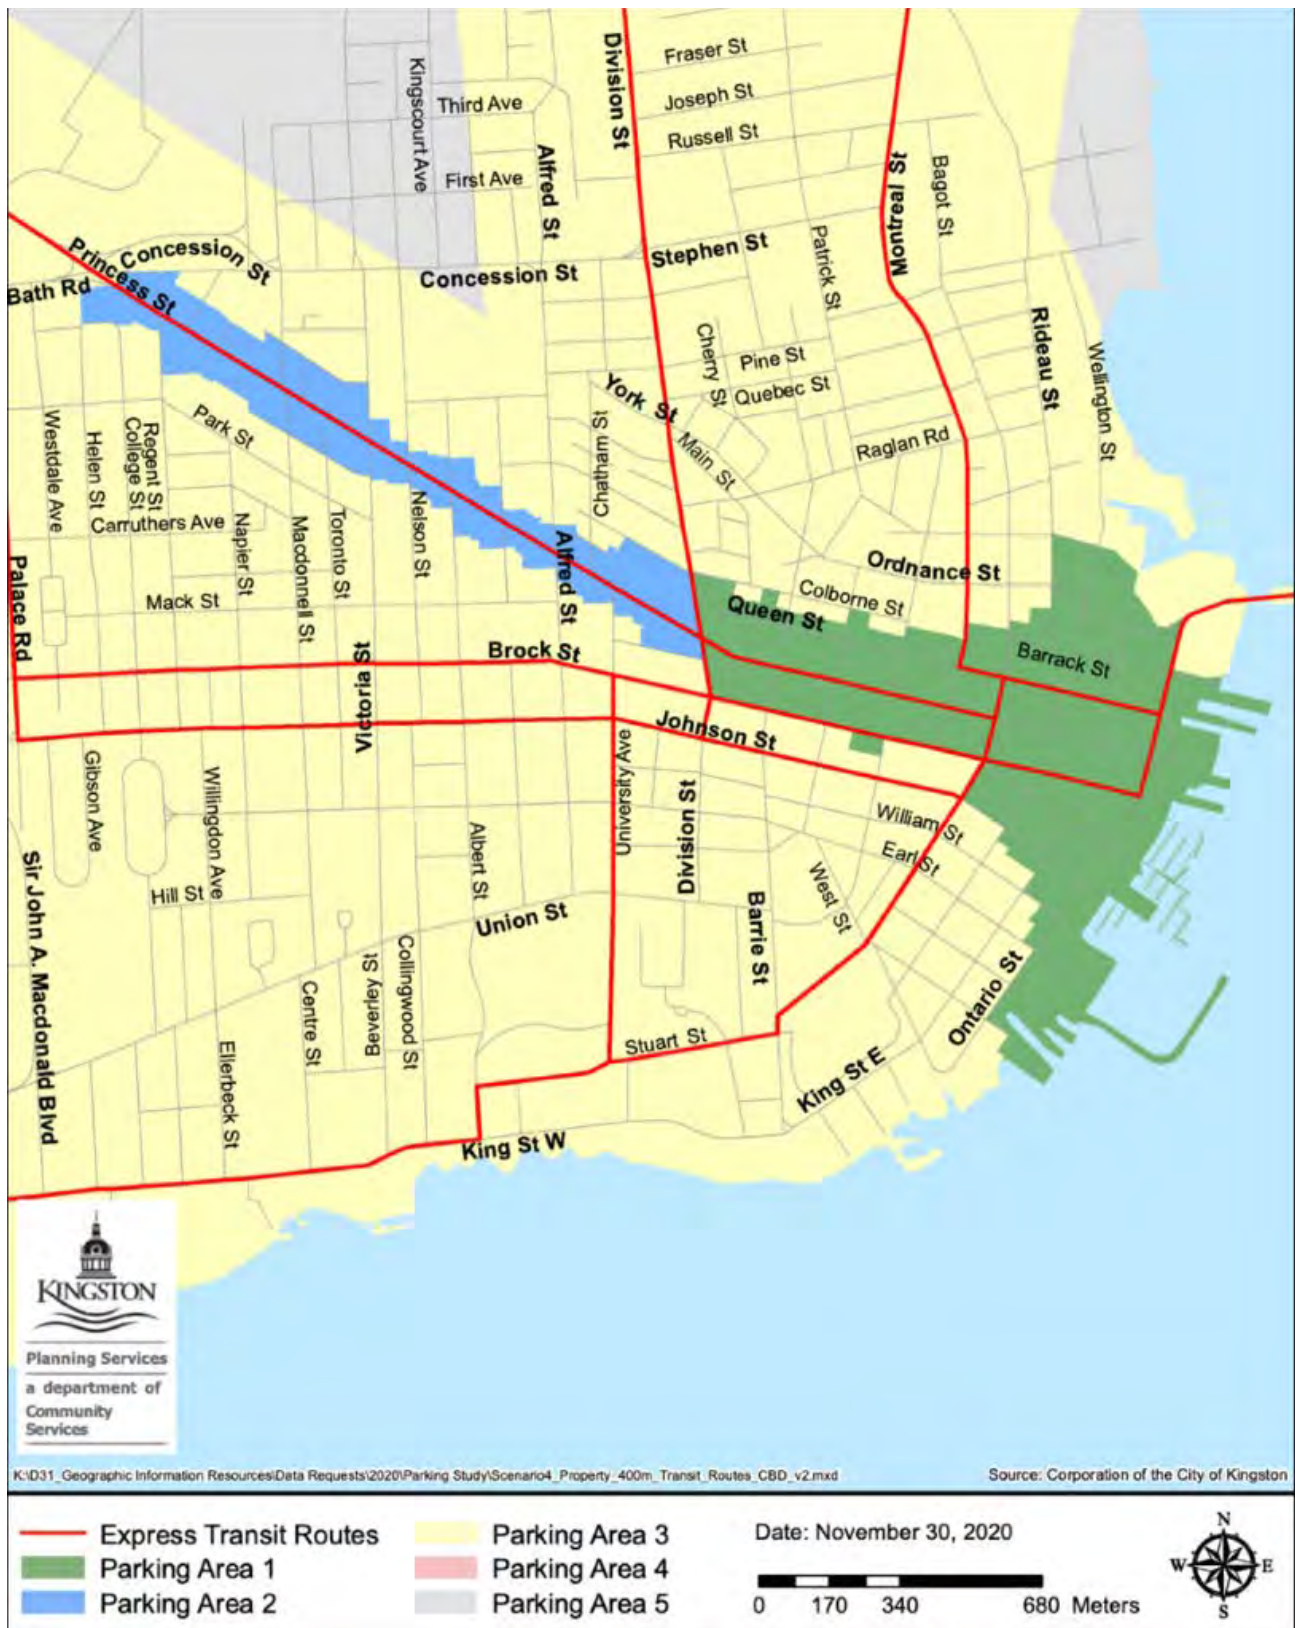 Fraser St
Division St
Kingscourt Ave
Third Ave
Joseph St
Russell St
First Ave
Alfred St
Montreal St
Bagot St
Concession St
Princess St
Bath Rd
Concession St
Stephen St
Patrick St
Rideau St
Wellington St
Cherry St
Pine St
Quebec St
York St
Main St
Raglan Rd
Westdale Ave
Helen St
College St
Regent St
Park St
Chatham St
Carruthers Ave
Napier St
Macdonnell St
Toronto St
Nelson St
Alfred St
Ordnance St
Colborne St
Queen St
Palace Rd
Mack St
Victoria St
Brock St
Barrack St
Johnson St
University Ave
Gibson Ave
Willingdon Ave
Division St
William St
Earl St
Albert St
West St
Hill St
Union St
Barrie St
Sir John A. Macdonald Blvd
Collingwood St
Beverley St
Centre St
Ontario St
Ellerbeck St
Stuart St
King St E
King St W
KINGSTON
Planning Services
a department of
Community
Services
K:\D31_Geographic Information Resources\Data Requests\2020\Parking Study\Scenario4_Property_400m_Transit_Routes_CBD_v2.mxd
Source: Corporation of the City of Kingston
Express Transit Routes
Parking Area 1
Parking Area 2
Parking Area 3
Parking Area 4
Parking Area 5
Date: November 30, 2020
0 170 340 680 Meters
N
W E
S